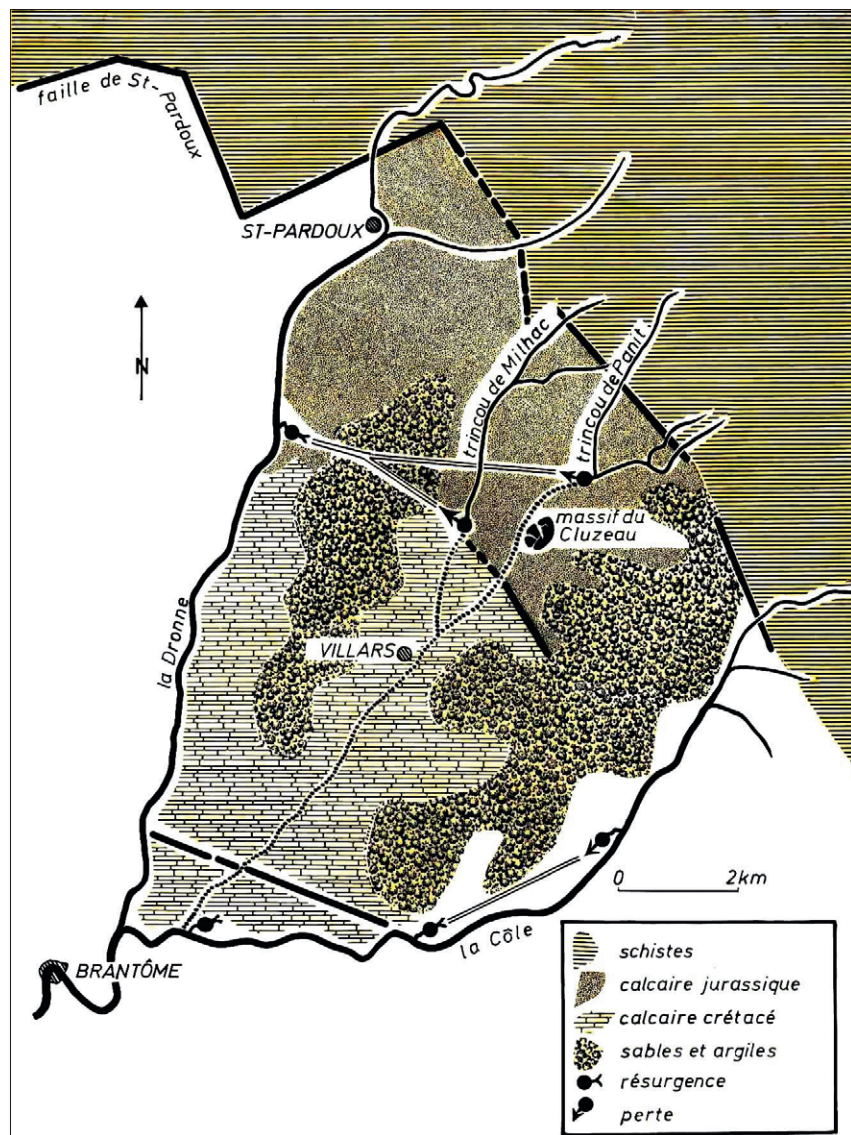 faille de St-Pardoux
ST-PARDOUX
N
trincou de Milhac
trincou de Panit
massif du
Cluzeau
la Dronne
VILLARS
0 2km
la Côle
BRANTÔME
schistes
calcaire jurassique
calcaire crétacé
sables et argiles
résurgence
perte